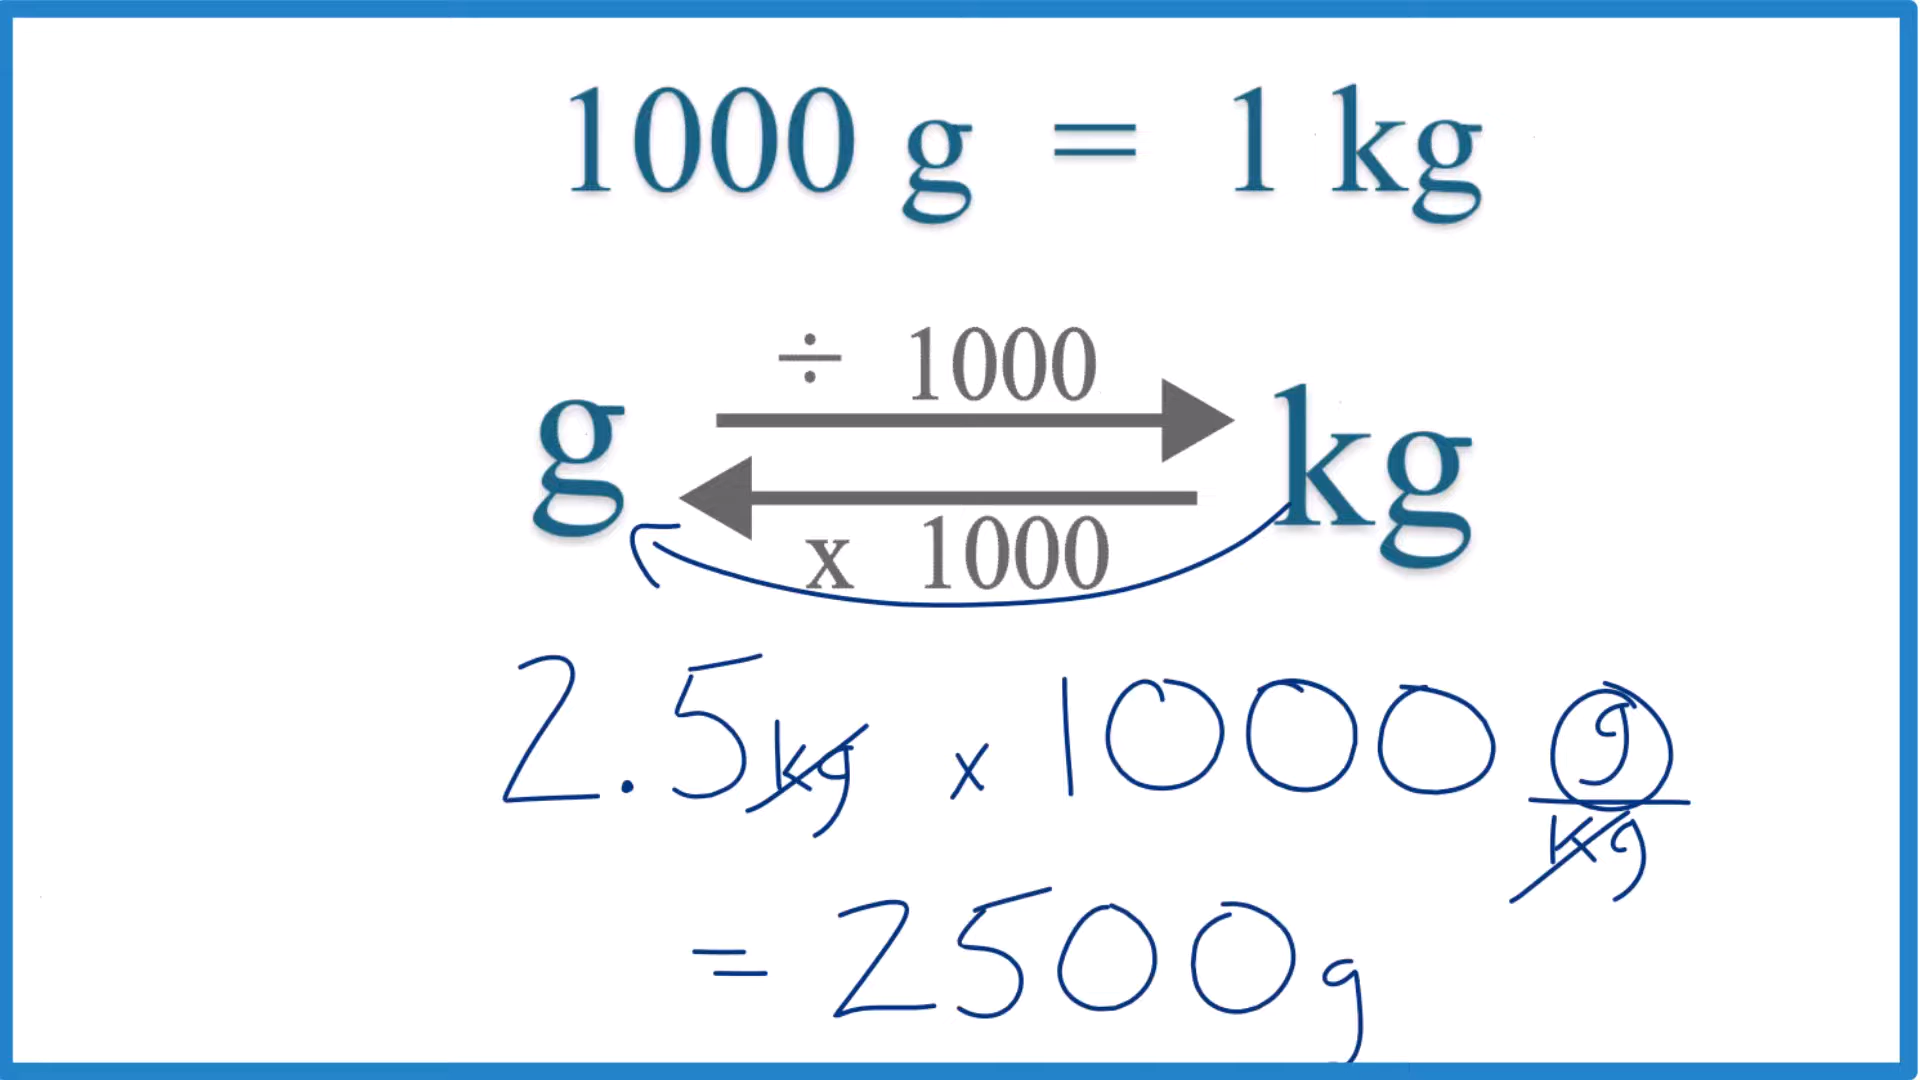 1000 g = 1 kg
÷ 1000
g kg
x 1000
2.5kg x 1000 g
kg
= 2500g